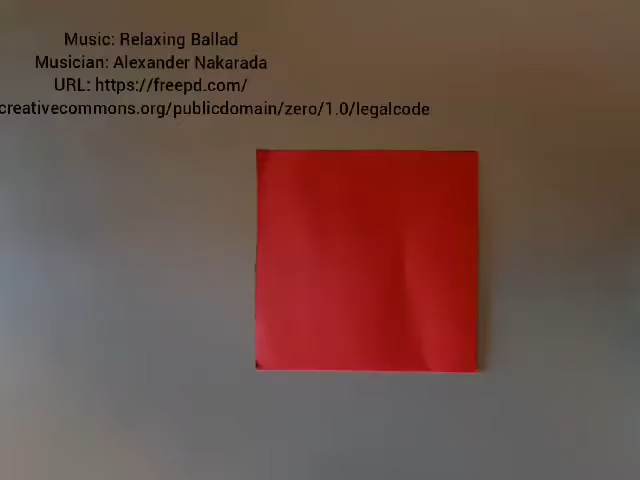 Music: Relaxing Ballad
Musician: Alexander Nakarada
URL: https://freepd.com/
creativecommons.org/publicdomain/zero/1.0/legalcode